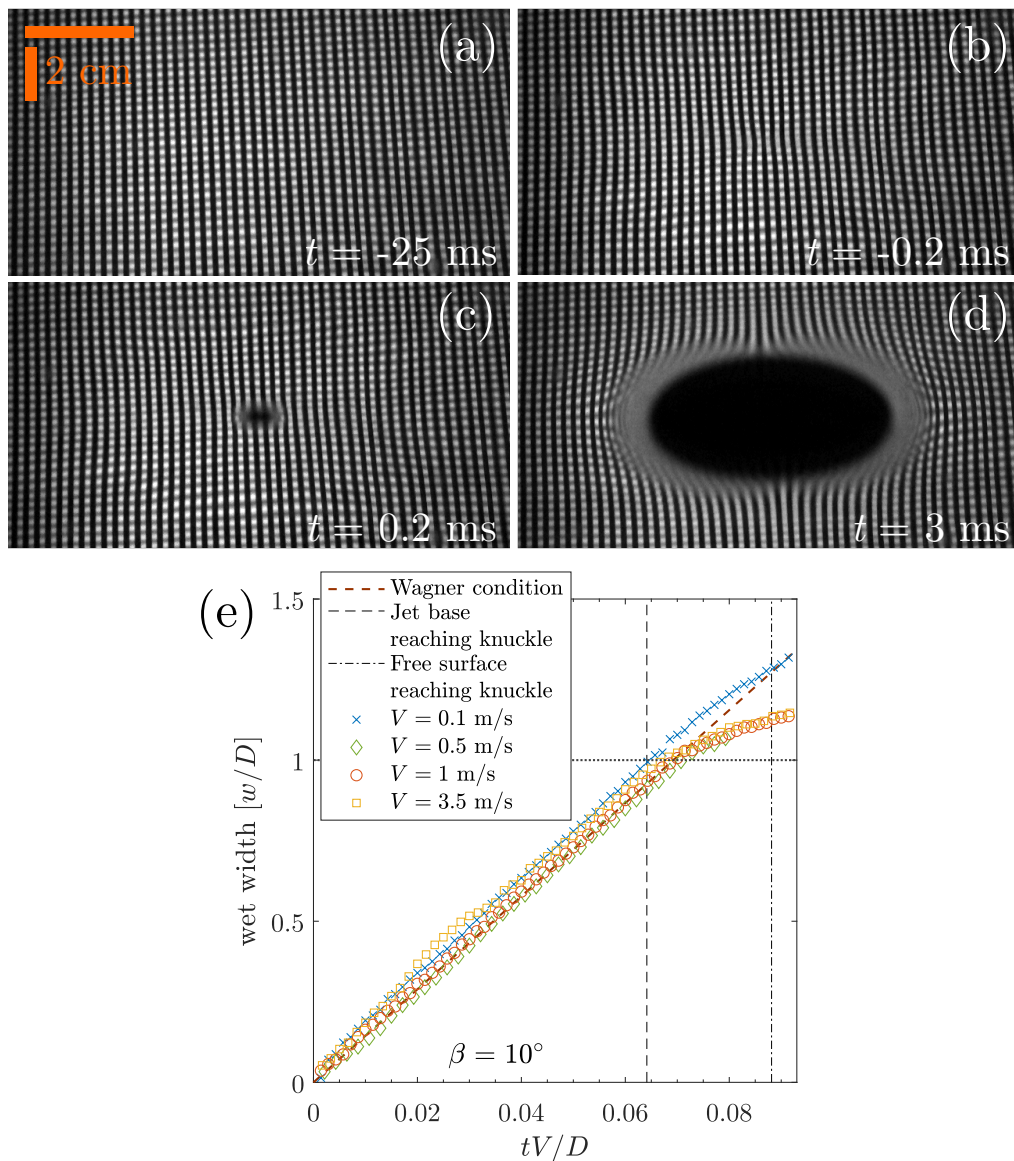 (a)
2 cm
t = -25 ms
(b)
t = -0.2 ms
(c)
t = 0.2 ms
(d)
t = 3 ms
(e)
Wagner condition
Jet base
reaching knuckle
Free surface
reaching knuckle
V = 0.1 m/s
V = 0.5 m/s
V = 1 m/s
V = 3.5 m/s
β = 10°
wet width [w/D]
1.5
1
0.5
0
0 0.02 0.04 0.06 0.08
tV/D